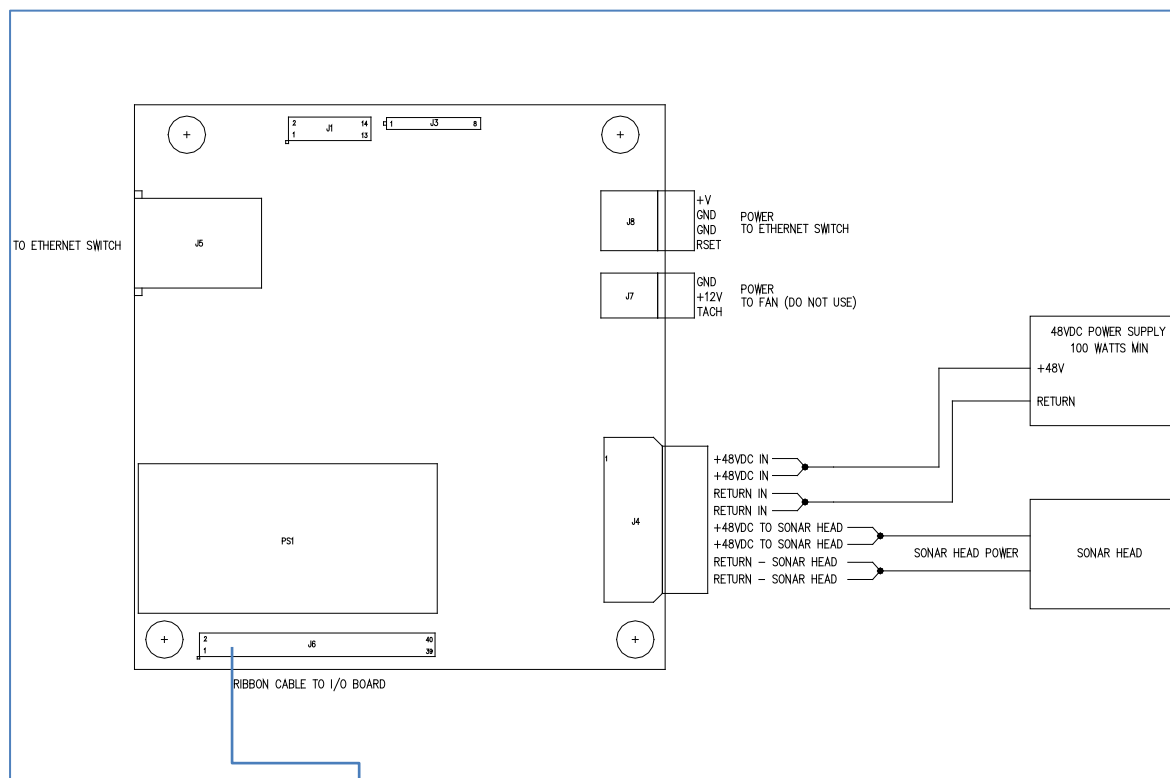 2 14
J1
1 13
1 J3 8
J5
TO ETHERNET SWITCH
J8
+V
GND
GND
RSET
POWER
TO ETHERNET SWITCH
J7
GND
+12V
TACH
POWER
TO FAN (DO NOT USE)
48VDC POWER SUPPLY
100 WATTS MIN
+48V
RETURN
1
J4
+48VDC IN
+48VDC IN
RETURN IN
RETURN IN
+48VDC TO SONAR HEAD
+48VDC TO SONAR HEAD
RETURN - SONAR HEAD
RETURN - SONAR HEAD
SONAR HEAD POWER
SONAR HEAD
PS1
2 40
J6
1 39
RIBBON CABLE TO I/O BOARD